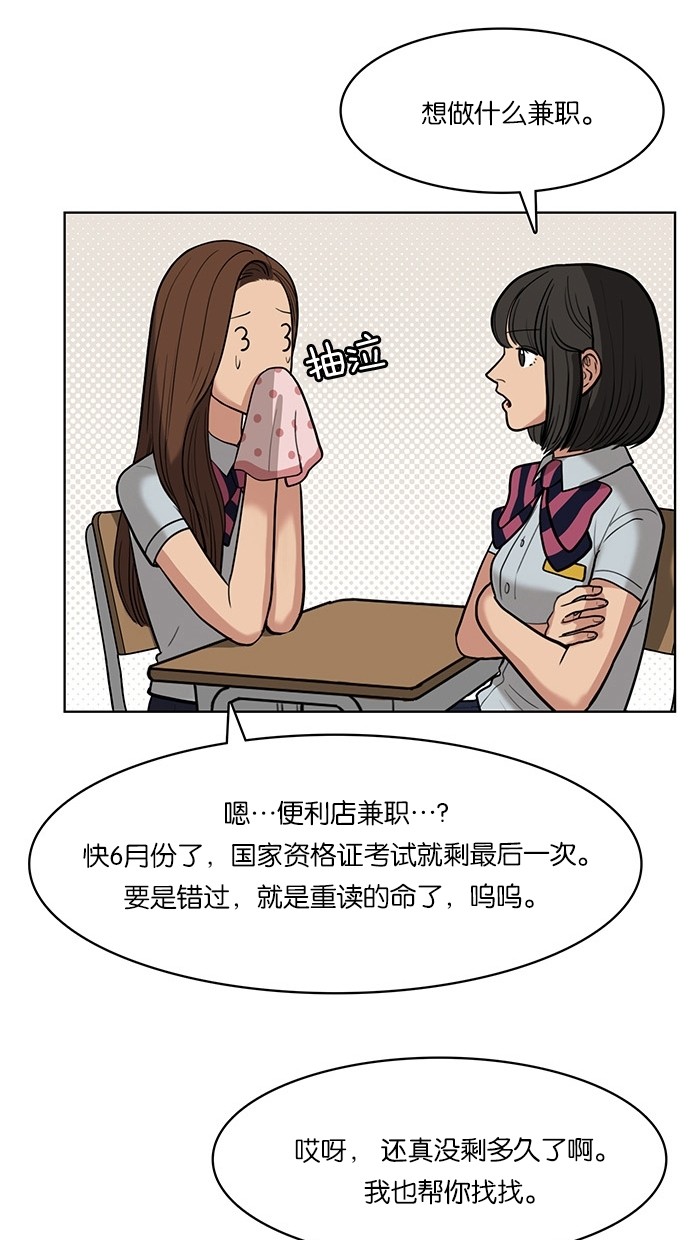 想做什么兼职。
抽泣
嗯…便利店兼职…?
快6月份了，国家资格证考试就剩最后一次。
要是错过，就是重读的命了，呜呜。
哎呀， 还真没剩多久了啊。
我也帮你找找。